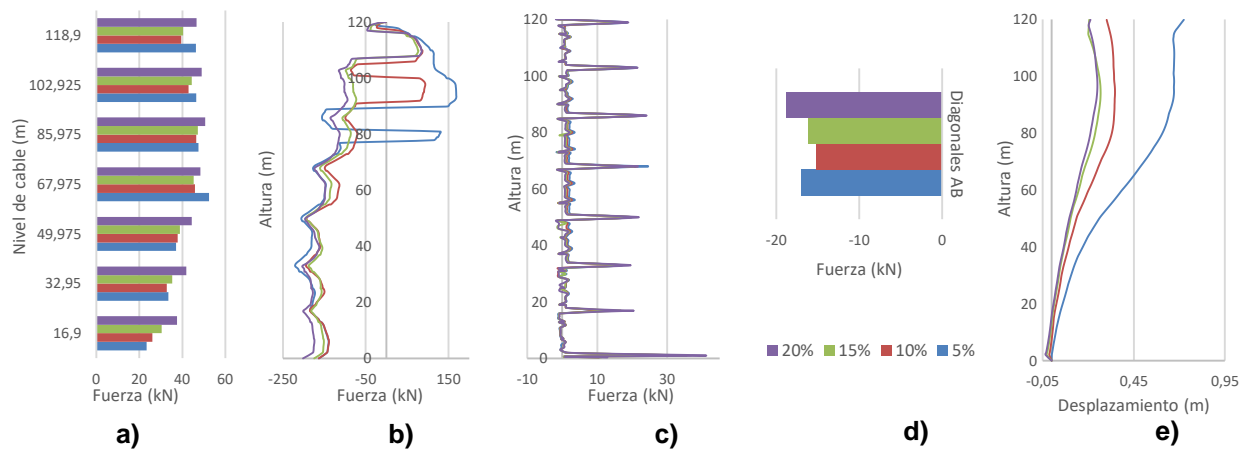 Nivel de cable (m)
118,9
102,925
85,975
67,975
49,975
32,95
16,9
0 20 40 60
Fuerza (kN)
a)
Altura (m)
120
100
80
60
40
20
0
-250 -50 150
Fuerza (kN)
b)
Altura (m)
120
100
80
60
40
20
0
-10 10 30
Fuerza (kN)
c)
Diagonales AB
-20 -10 0
Fuerza (kN)
20% 15% 10% 5%
d)
Altura (m)
120
100
80
60
40
20
0
-0,05 0,45 0,95
Desplazamiento (m)
e)